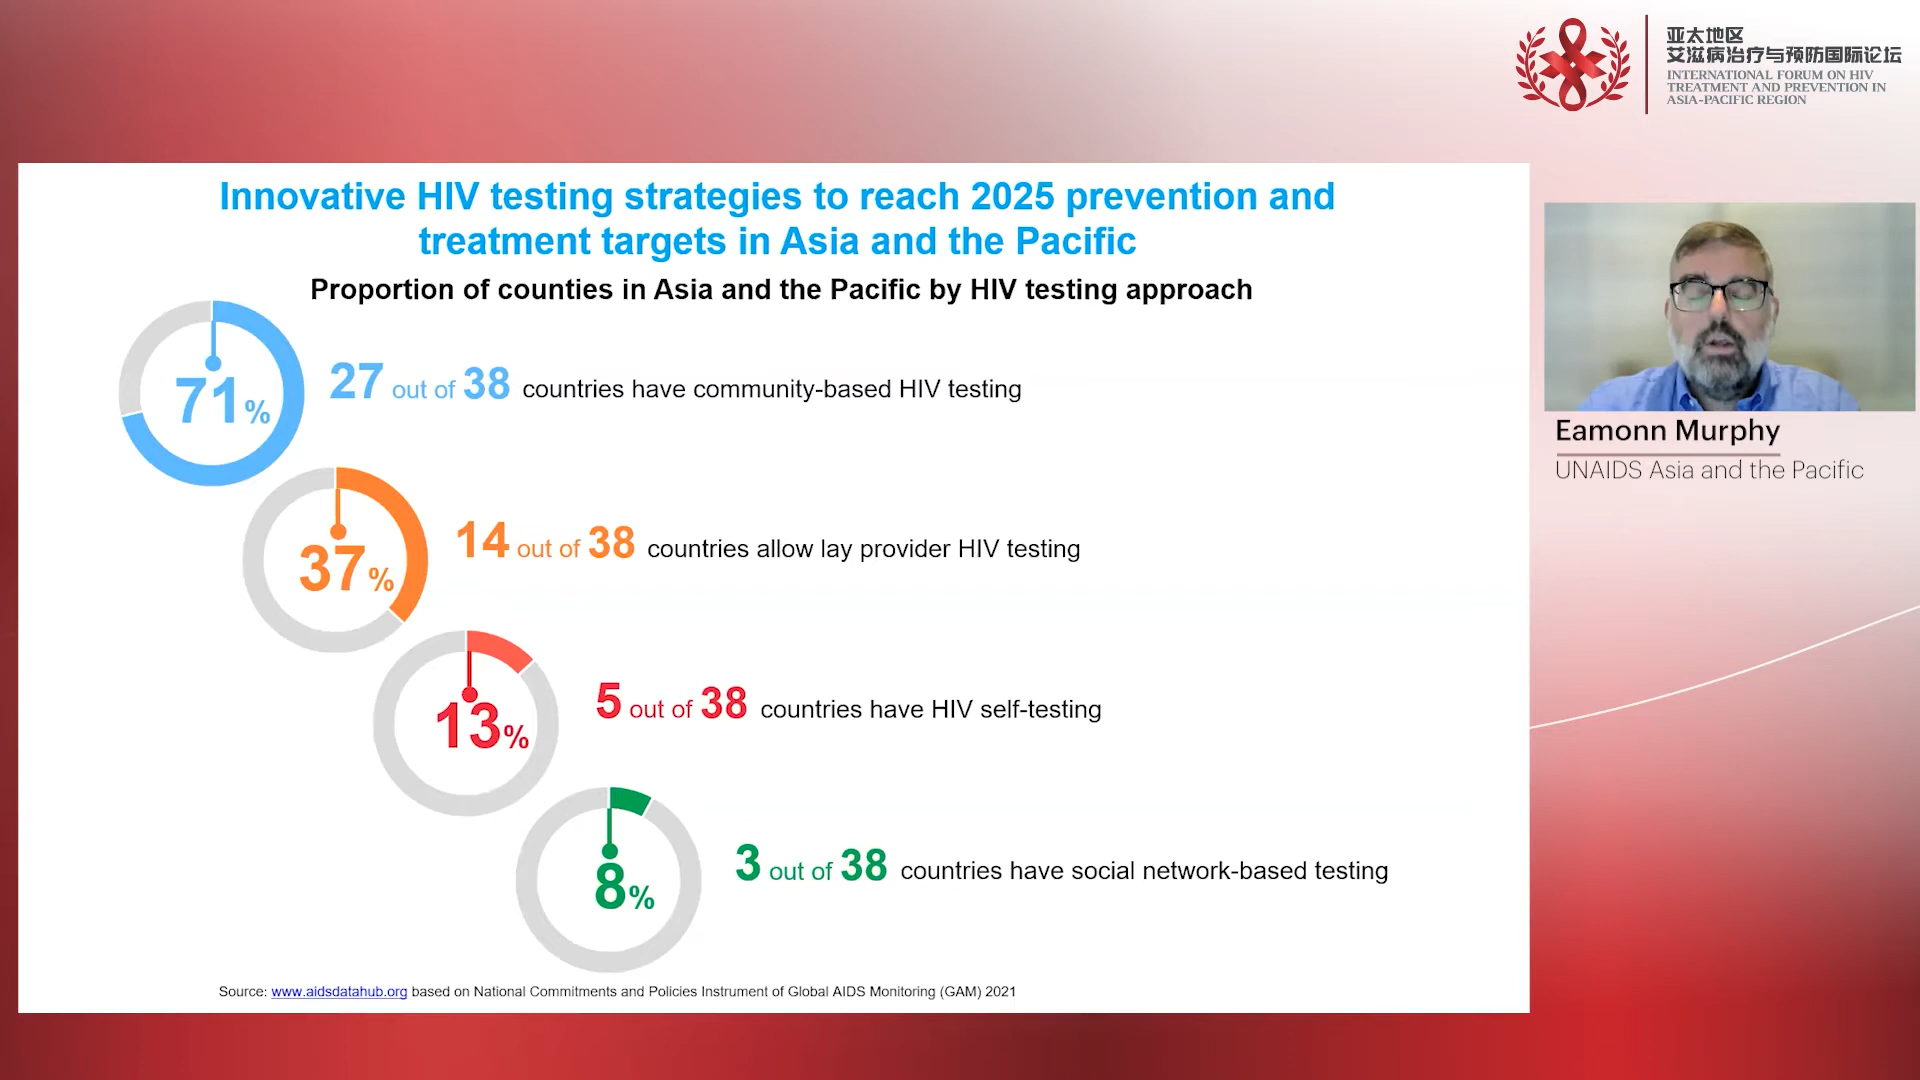 亚太地区
艾滋病治疗与预防国际论坛
INTERNATIONAL FORUM ON HIV
TREATMENT AND PREVENTION IN
ASIA-PACIFIC REGION
Innovative HIV testing strategies to reach 2025 prevention and
treatment targets in Asia and the Pacific
Proportion of counties in Asia and the Pacific by HIV testing approach
71%
27 out of 38 countries have community-based HIV testing
37%
14 out of 38 countries allow lay provider HIV testing
13%
5 out of 38 countries have HIV self-testing
8%
3 out of 38 countries have social network-based testing
Source: www.aidsdatahub.org based on National Commitments and Policies Instrument of Global AIDS Monitoring (GAM) 2021
Eamonn Murphy
UNAIDS Asia and the Pacific